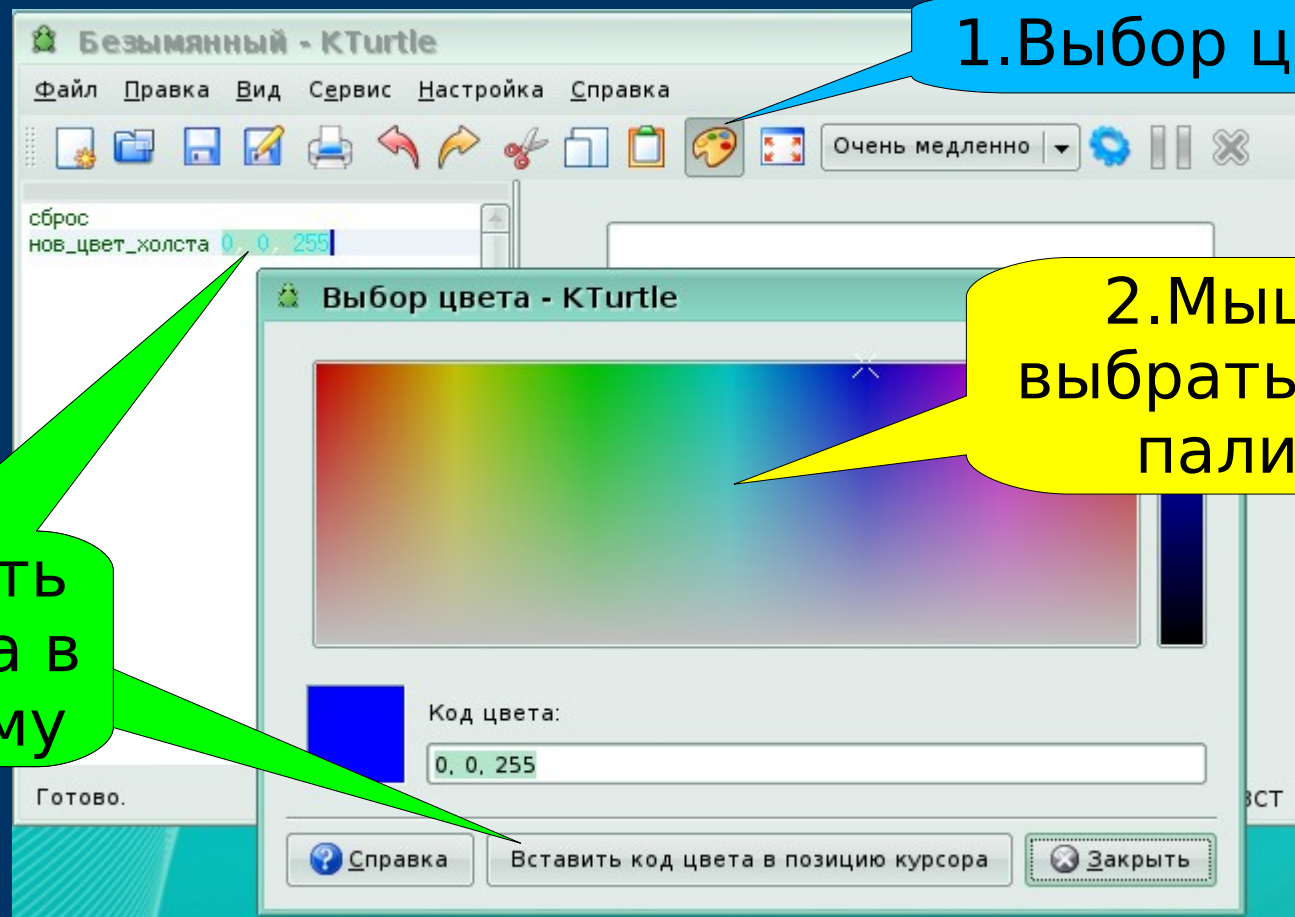 1.Выбор ц
Безымянный - KTurtle
Файл Правка Вид Сервис Настройка Справка
Очень медленно
сброс
нов_цвет_холста 0, 0, 255
Выбор цвета - KTurtle
2.Мыш
выбрать
пали
ть
а в
му
Код цвета:
0, 0, 255
Готово.
ВСТ
Справка
Вставить код цвета в позицию курсора
Закрыть